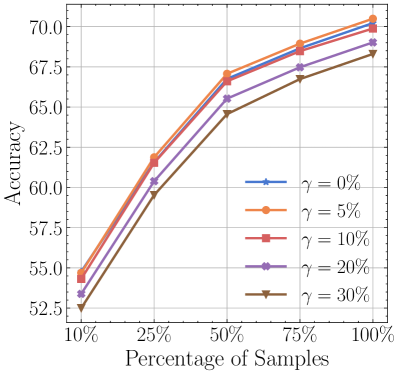 Accuracy
70.0
67.5
65.0
62.5
60.0
57.5
55.0
52.5
γ = 0%
γ = 5%
γ = 10%
γ = 20%
γ = 30%
10% 25% 50% 75% 100%
Percentage of Samples